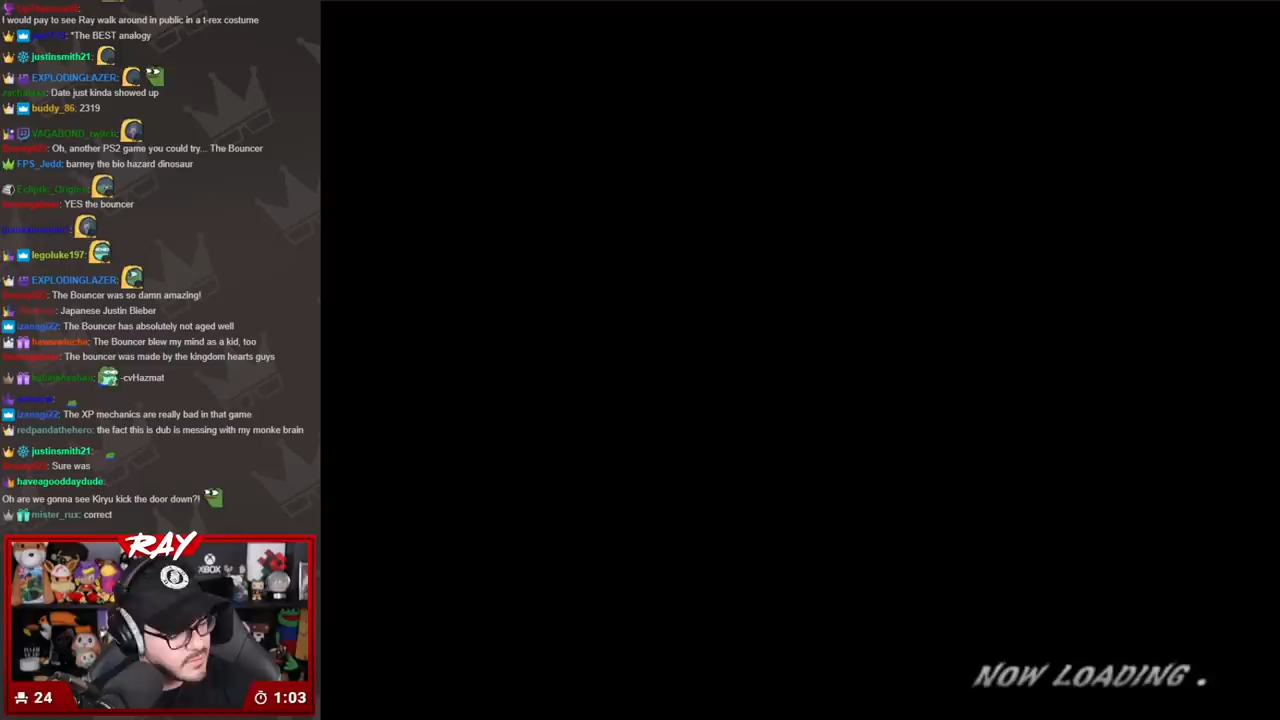 I would pay to see Ray walk around in public in a t-rex costume
"The BEST analogy
justinsmith21:
EXPLODINGLAZER:
Date just kinda showed up
buddy_86: 2319
VAGABOND_twitch:
Oh, another PS2 game you could try... The Bouncer
FPS_Jedd: barney the bio hazard dinosaur
YES the bouncer
legoluke197:
EXPLODINGLAZER:
The Bouncer was so damn amazing!
: Japanese Justin Bieber
izanagi22: The Bouncer has absolutely not aged well
The Bouncer blew my mind as a kid, too
The bouncer was made by the kingdom hearts guys
-cvHazmat
izanagi22: The XP mechanics are really bad in that game
redpandathehero: the fact this is dub is messing with my monke brain
justinsmith21:
: Sure was
haveagooddaydude:
Oh are we gonna see Kiryu kick the door down?!
mister_rux: correct
RAY
XBOX
24
1:03
NOW LOADING .